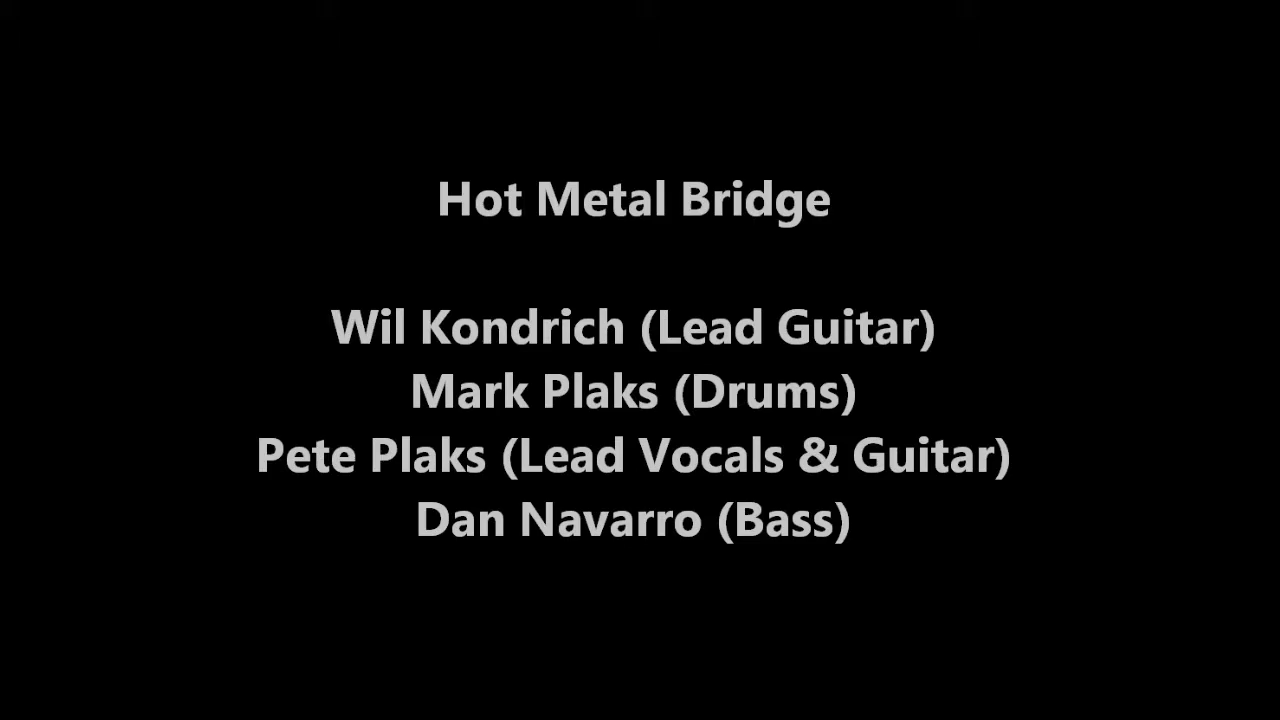 Hot Metal Bridge
Wil Kondrich (Lead Guitar)
Mark Plaks (Drums)
Pete Plaks (Lead Vocals & Guitar)
Dan Navarro (Bass)